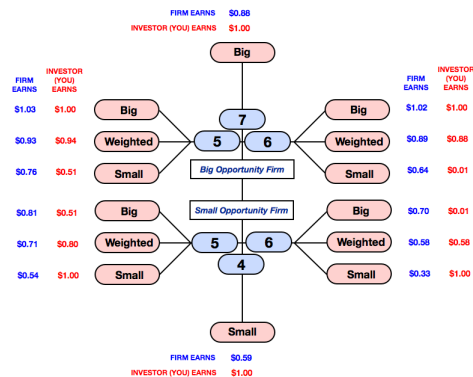 FIRM EARNS $0.88
INVESTOR (YOU) EARNS $1.00
Big
FIRM EARNS INVESTOR (YOU) EARNS
$1.03 $1.00 Big
$0.93 $0.94 Weighted
$0.76 $0.51 Small
7
5 6
Big Opportunity Firm
FIRM EARNS INVESTOR (YOU) EARNS
Big $1.02 $1.00
Weighted $0.89 $0.88
Small $0.64 $0.01
$0.81 $0.51 Big
$0.71 $0.80 Weighted
$0.54 $1.00 Small
Small Opportunity Firm
5 6
4
Big $0.70 $0.01
Weighted $0.58 $0.58
Small $0.33 $1.00
Small
FIRM EARNS $0.59
INVESTOR (YOU) EARNS $1.00